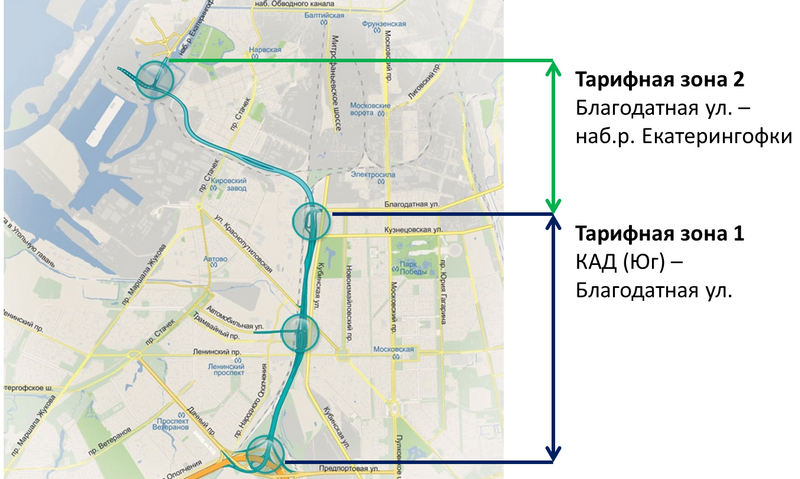 наб. Обводного канала
Балтийская
Фрунзенская
наб. р. Екатерингофки
Нарвская
Московский пр.
Митрофаньевское шоссе
Лиговский пр.
пр. Стачек
Московские
ворота
Тарифная зона 2
Благодатная ул. –
наб.р. Екатерингофки
Электросила
пр. Стачек
Кировский
завод
Благодатная ул.
Кузнецовская ул.
ул. Краснопутиловская
Тарифная зона 1
КАД (Юг) –
Благодатная ул.
в Угольную гавань
пр. Маршала Жукова
Автово
Кубинская ул.
Новоизмайловский пр.
Парк
Победы
Московский пр.
пр. Юрия Гагарина
Автомобильная ул.
Трамвайный пр.
пр. Стачек
Ленинский пр.
Ленинский пр.
Московская
Ленинский
проспект
пр. Народного Ополчения
Дачный пр.
пр. Маршала Жукова
Проспект
Ветеранов
пр. Ветеранов
Кубинская ул.
Пулковское
Ополчения
Предпортовая ул.